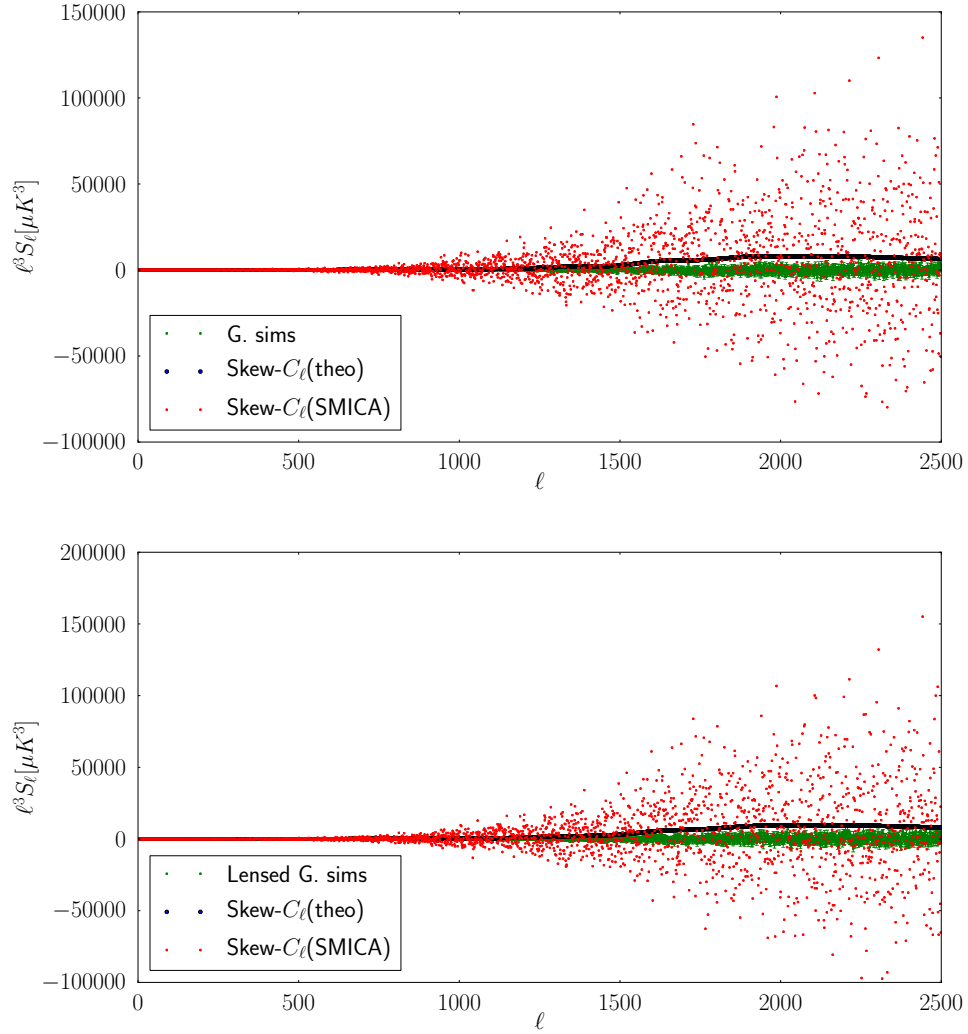 150000
100000
50000
0
−50000
−100000
ℓ³S_ℓ[μK³]
G. sims
Skew-C_ℓ(theo)
Skew-C_ℓ(SMICA)
0 500 1000 1500 2000 2500
ℓ
200000
150000
100000
50000
0
−50000
−100000
ℓ³S_ℓ[μK³]
Lensed G. sims
Skew-C_ℓ(theo)
Skew-C_ℓ(SMICA)
0 500 1000 1500 2000 2500
ℓ